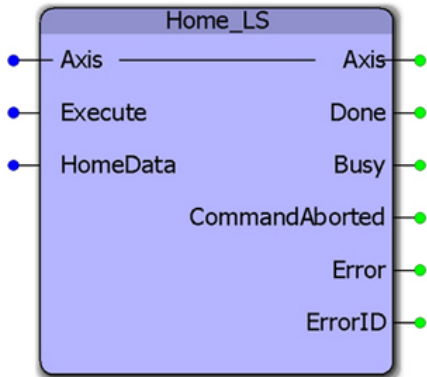 Home_LS
Axis Axis
Execute Done
HomeData Busy
CommandAborted
Error
ErrorID